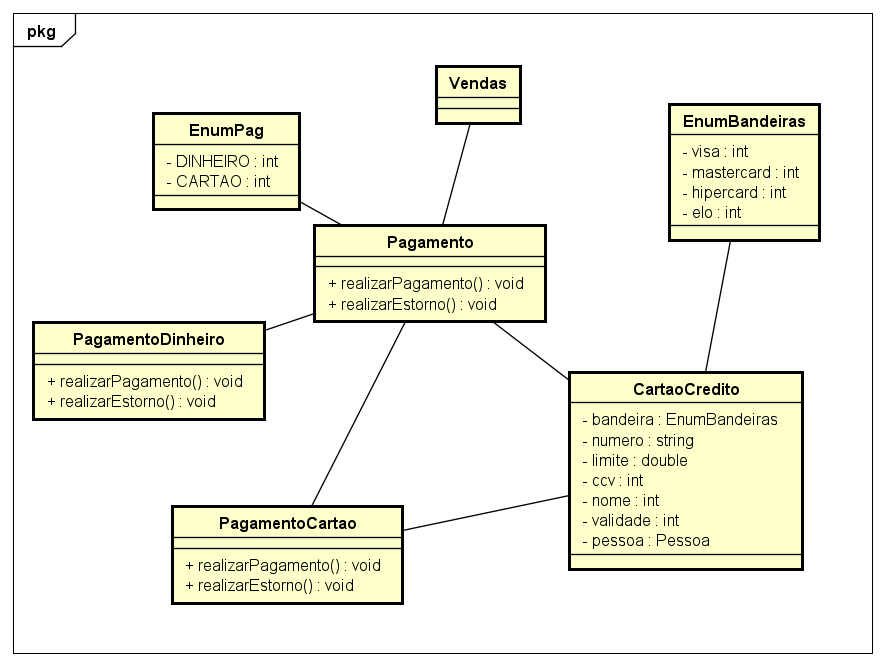 pkg
Vendas
EnumPag
- DINHEIRO : int
- CARTAO : int
EnumBandeiras
- visa : int
- mastercard : int
- hipercard : int
- elo : int
Pagamento
+ realizarPagamento() : void
+ realizarEstorno() : void
PagamentoDinheiro
+ realizarPagamento() : void
+ realizarEstorno() : void
CartaoCredito
- bandeira : EnumBandeiras
- numero : string
- limite : double
- ccv : int
- nome : int
- validade : int
- pessoa : Pessoa
PagamentoCartao
+ realizarPagamento() : void
+ realizarEstorno() : void